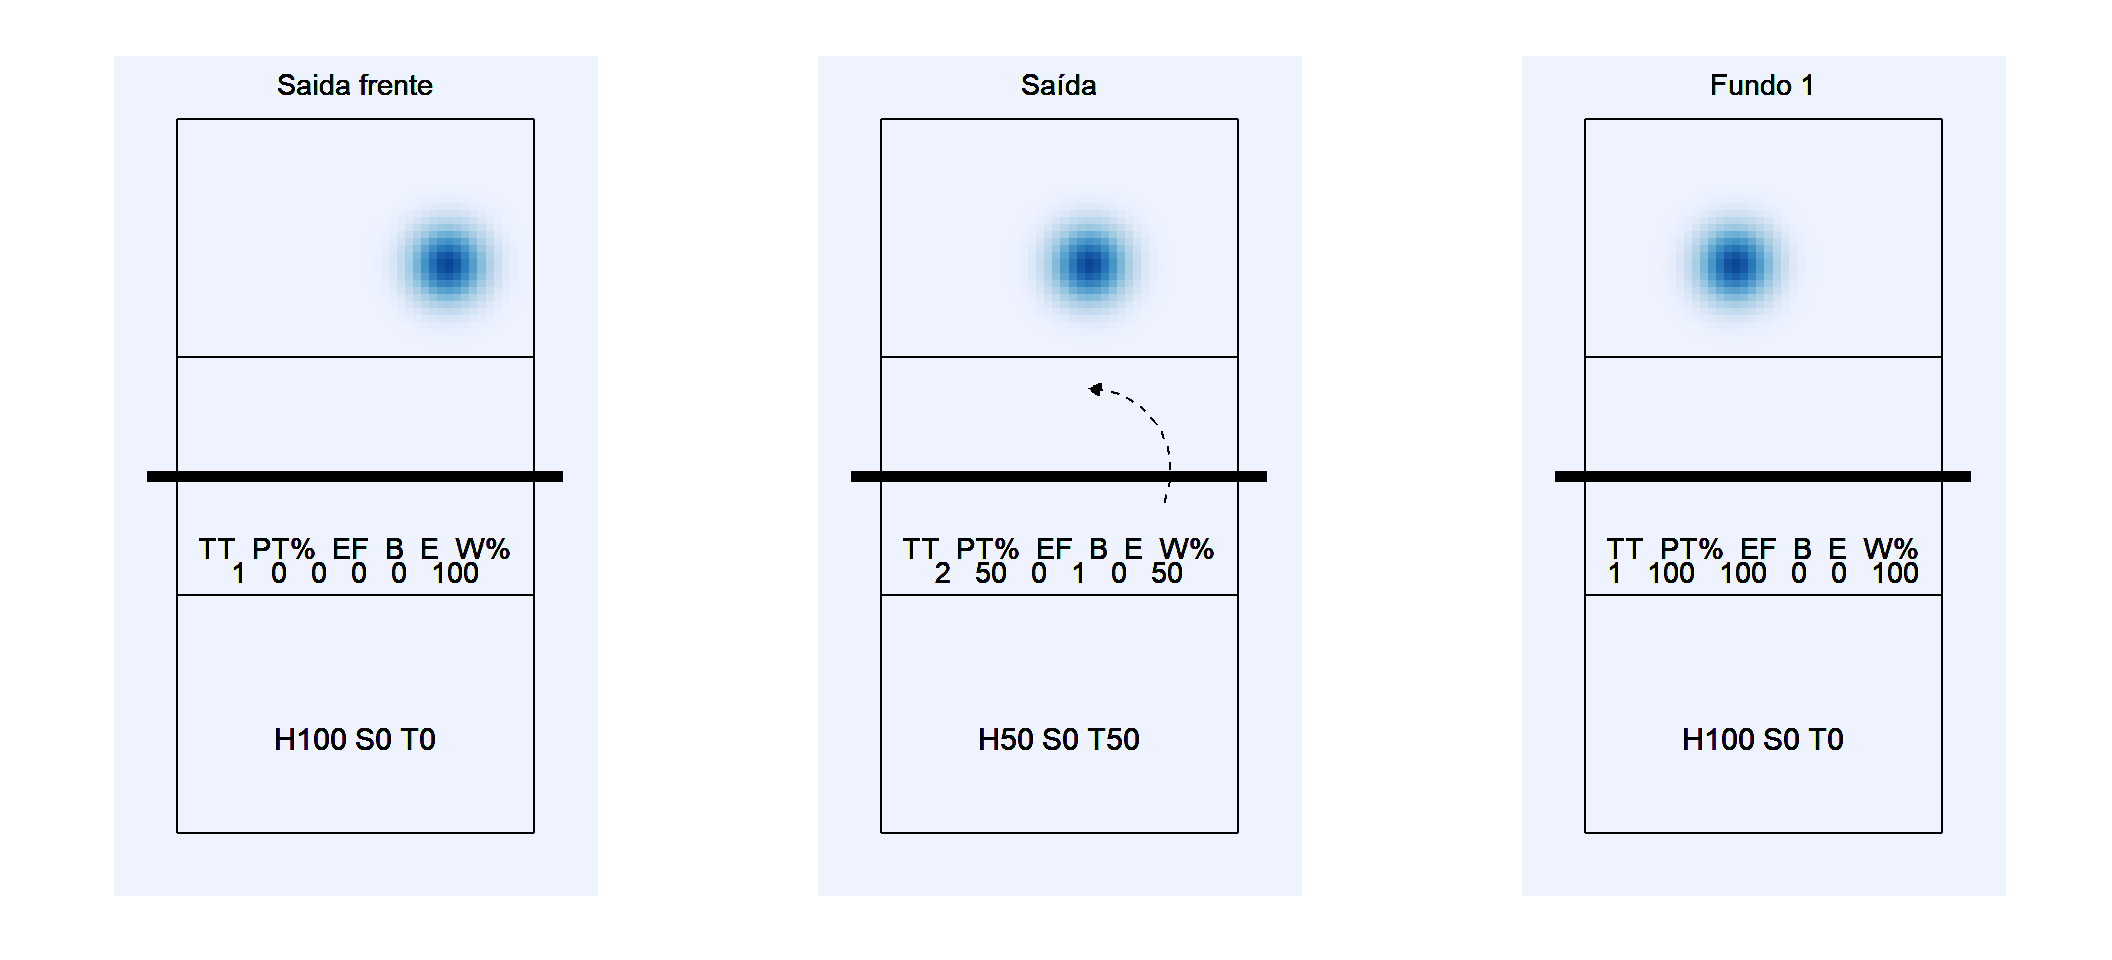 Saida frente
TT PT% EF B E W%
1 0 0 0 0 100
H100 S0 T0
Saída
TT PT% EF B E W%
2 50 0 1 0 50
H50 S0 T50
Fundo 1
TT PT% EF B E W%
1 100 100 0 0 100
H100 S0 T0